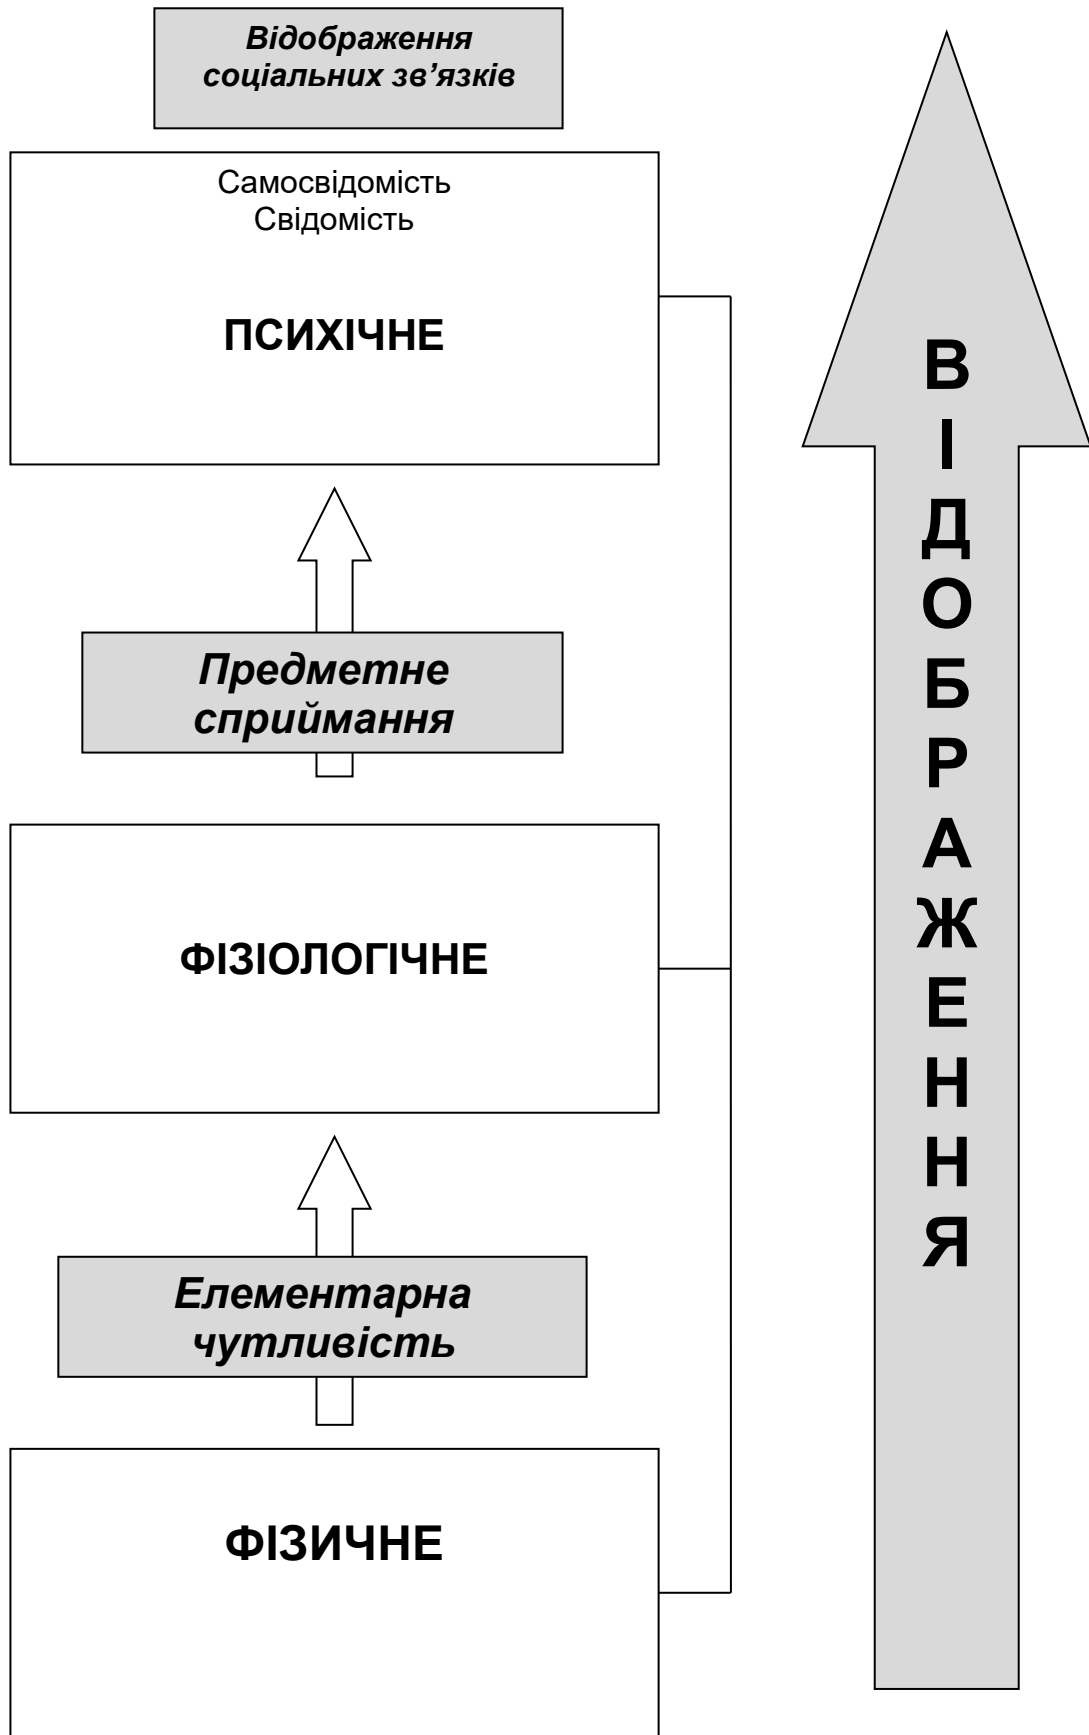 Відображення
соціальних зв’язків
Самосвідомість
Свідомість
ПСИХІЧНЕ
Предметне
сприймання
ФІЗІОЛОГІЧНЕ
Елементарна
чутливість
ФІЗИЧНЕ
В
І
Д
О
Б
Р
А
Ж
Е
Н
Н
Я